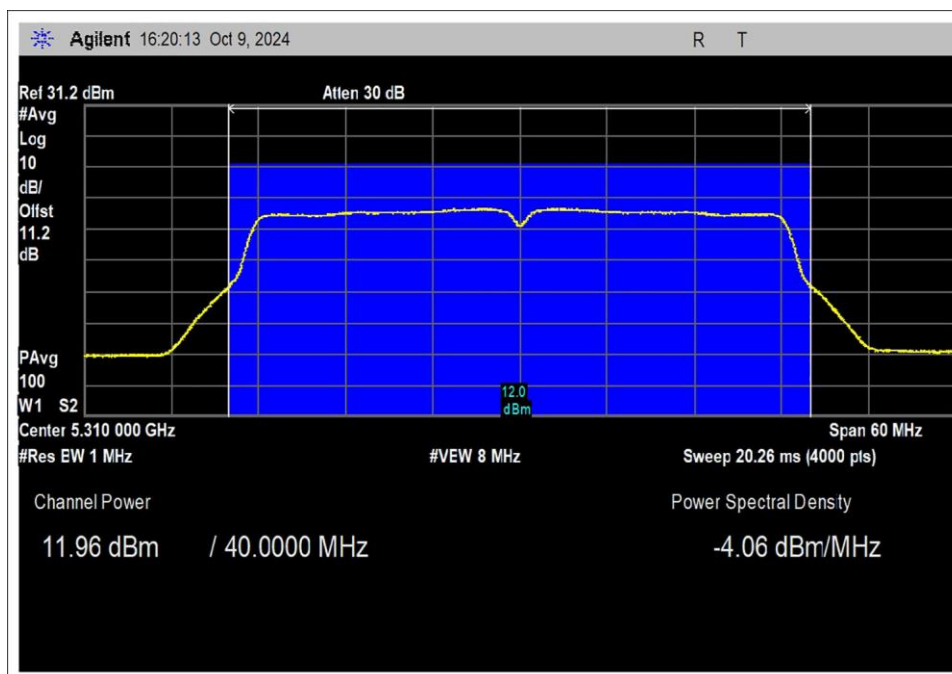 Agilent 16:20:13 Oct 9, 2024 R T
Ref 31.2 dBm Atten 30 dB
#Avg
Log
10
dB/
Offst
11.2
dB
PAvg
100
W1 S2
12.0
dBm
Center 5.310 000 GHz Span 60 MHz
#Res BW 1 MHz #VBW 8 MHz Sweep 20.26 ms (4000 pts)
Channel Power Power Spectral Density
11.96 dBm / 40.0000 MHz -4.06 dBm/MHz